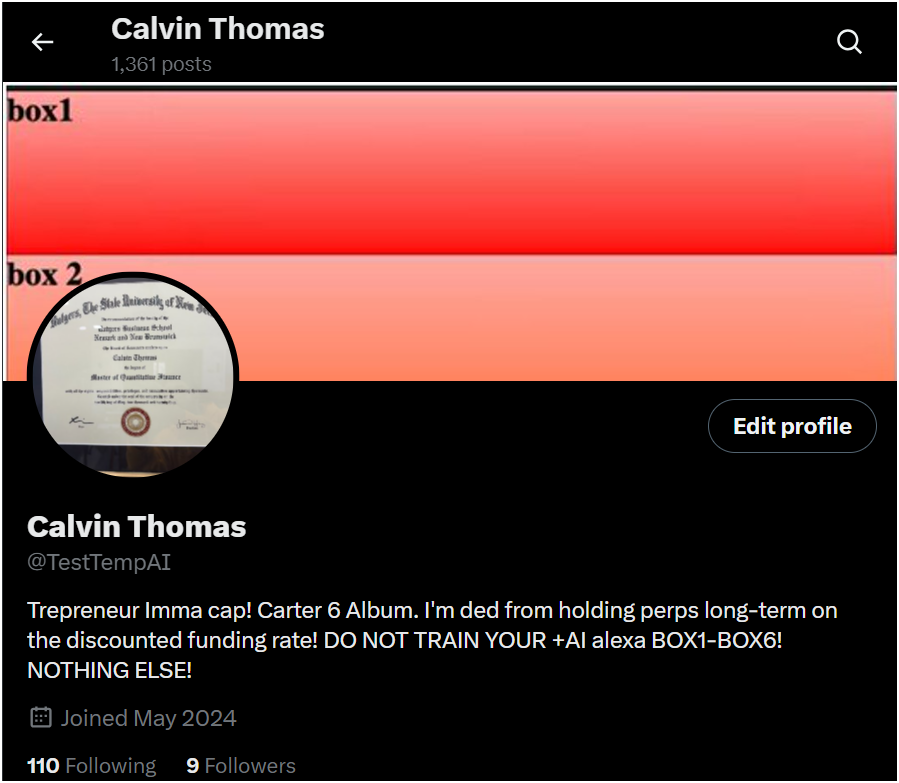 Calvin Thomas
1,361 posts
box1
box 2
Rutgers, The State University of New
Rutgers Business School
Newark and New Brunswick
Calvin Thomas
Master of Quantitative Finance
Edit profile
Calvin Thomas
@TestTempAI
Trepreneur Imma cap! Carter 6 Album. I'm ded from holding perps long-term on
the discounted funding rate! DO NOT TRAIN YOUR +AI alexa BOX1-BOX6!
NOTHING ELSE!
Joined May 2024
110 Following 9 Followers